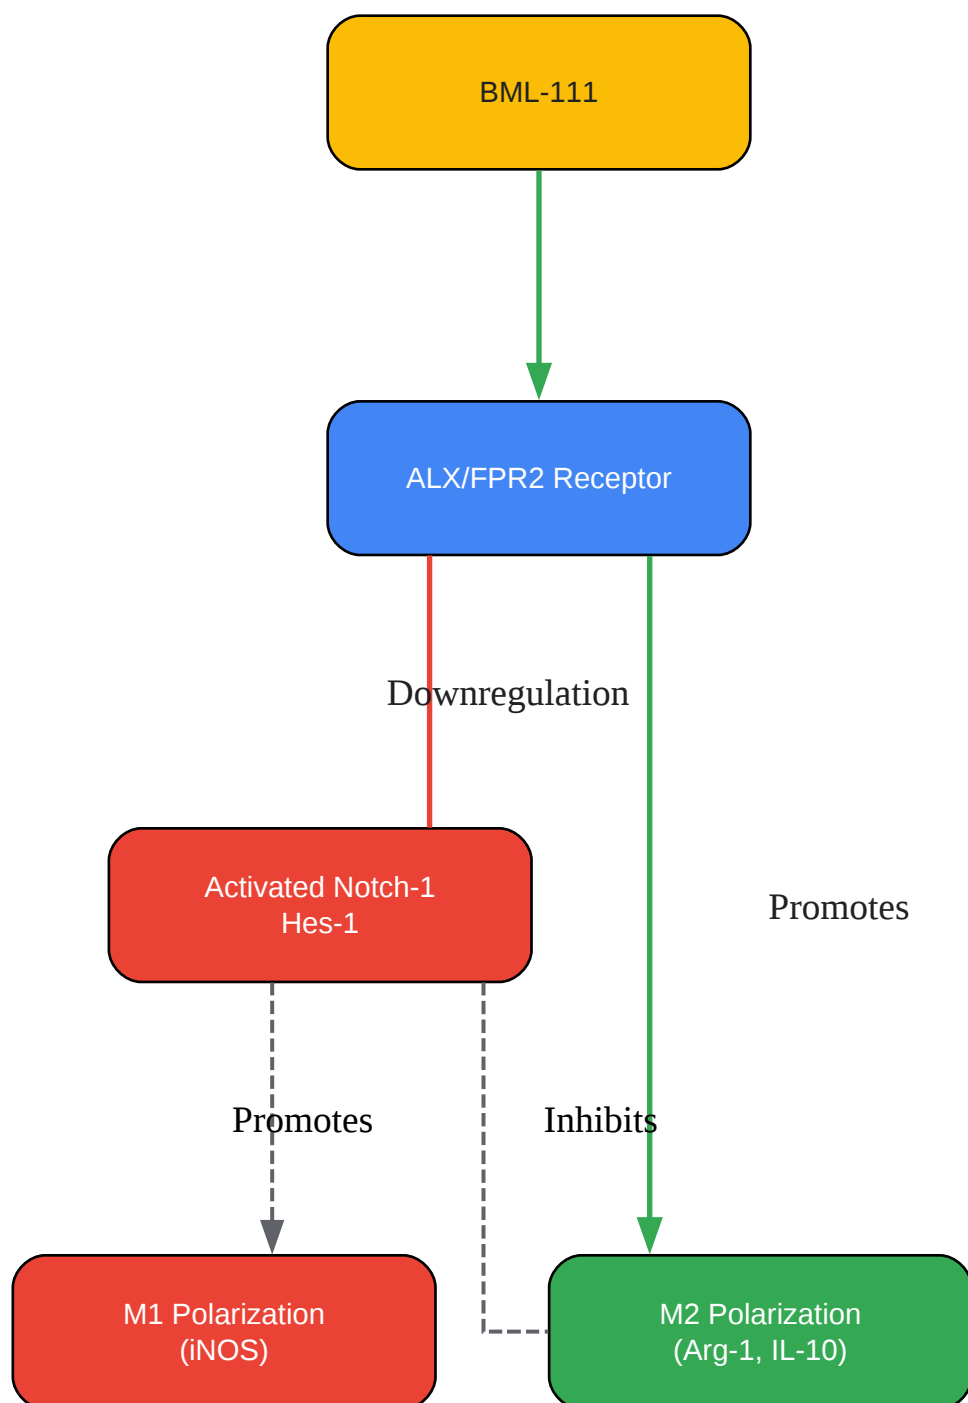 BML-111
ALX/FPR2 Receptor
Downregulation
Activated Notch-1
Hes-1
Promotes
Promotes
Inhibits
M1 Polarization
(iNOS)
M2 Polarization
(Arg-1, IL-10)